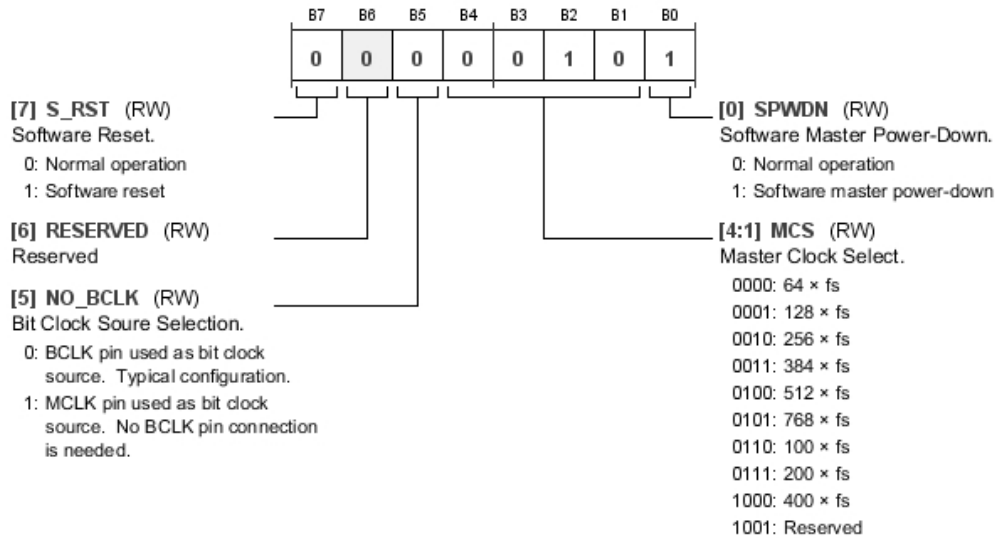 B7 B6 B5 B4 B3 B2 B1 B0
0 0 0 0 0 1 0 1
[7] S_RST (RW)
Software Reset.
0: Normal operation
1: Software reset
[6] RESERVED (RW)
Reserved
[5] NO_BCLK (RW)
Bit Clock Soure Selection.
0: BCLK pin used as bit clock
source. Typical configuration.
1: MCLK pin used as bit clock
source. No BCLK pin connection
is needed.
[0] SPWDN (RW)
Software Master Power-Down.
0: Normal operation
1: Software master power-down
[4:1] MCS (RW)
Master Clock Select.
0000: 64 × fs
0001: 128 × fs
0010: 256 × fs
0011: 384 × fs
0100: 512 × fs
0101: 768 × fs
0110: 100 × fs
0111: 200 × fs
1000: 400 × fs
1001: Reserved